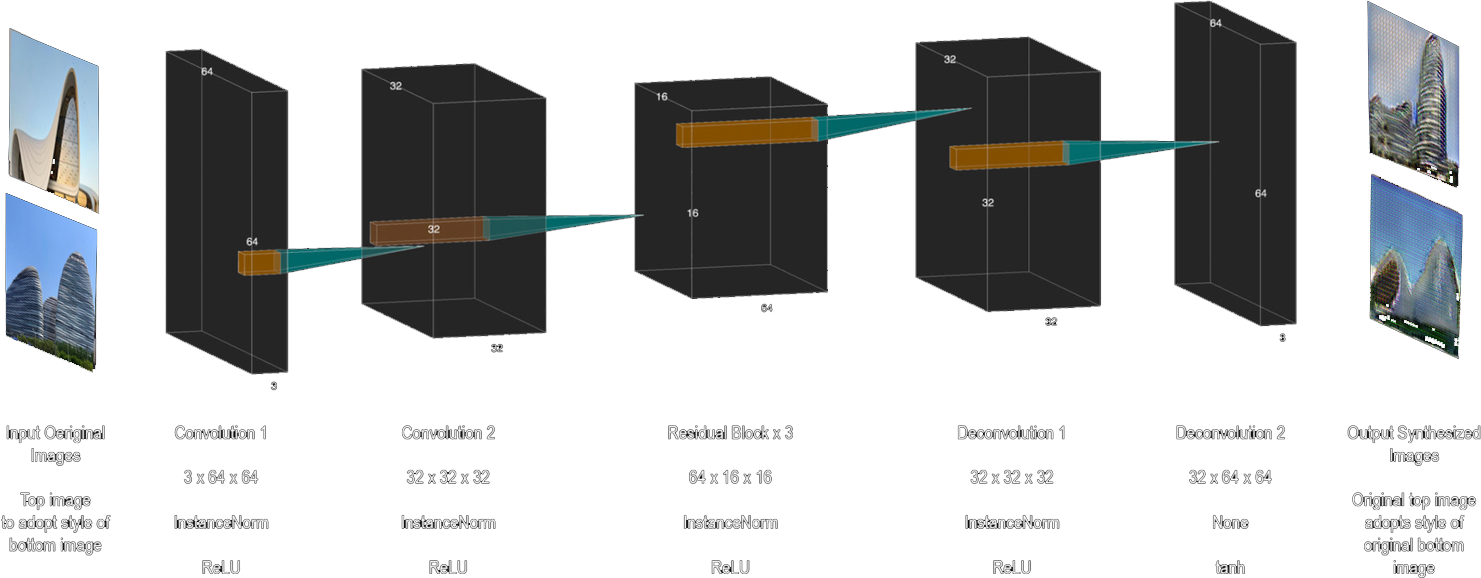 64
64
3
32
32
32
16
16
64
32
32
32
64
64
3
Input Oeriginal
Images
Top image
to adopt style of
bottom image
Convolution 1
3 x 64 x 64
InstanceNorm
ReLU
Convolution 2
32 x 32 x 32
InstanceNorm
ReLU
Residual Block x 3
64 x 16 x 16
InstanceNorm
ReLU
Deconvolution 1
32 x 32 x 32
InstanceNorm
ReLU
Deconvolution 2
32 x 64 x 64
None
tanh
Output Synthesized
Images
Original top image
adopts style of
original bottom
image